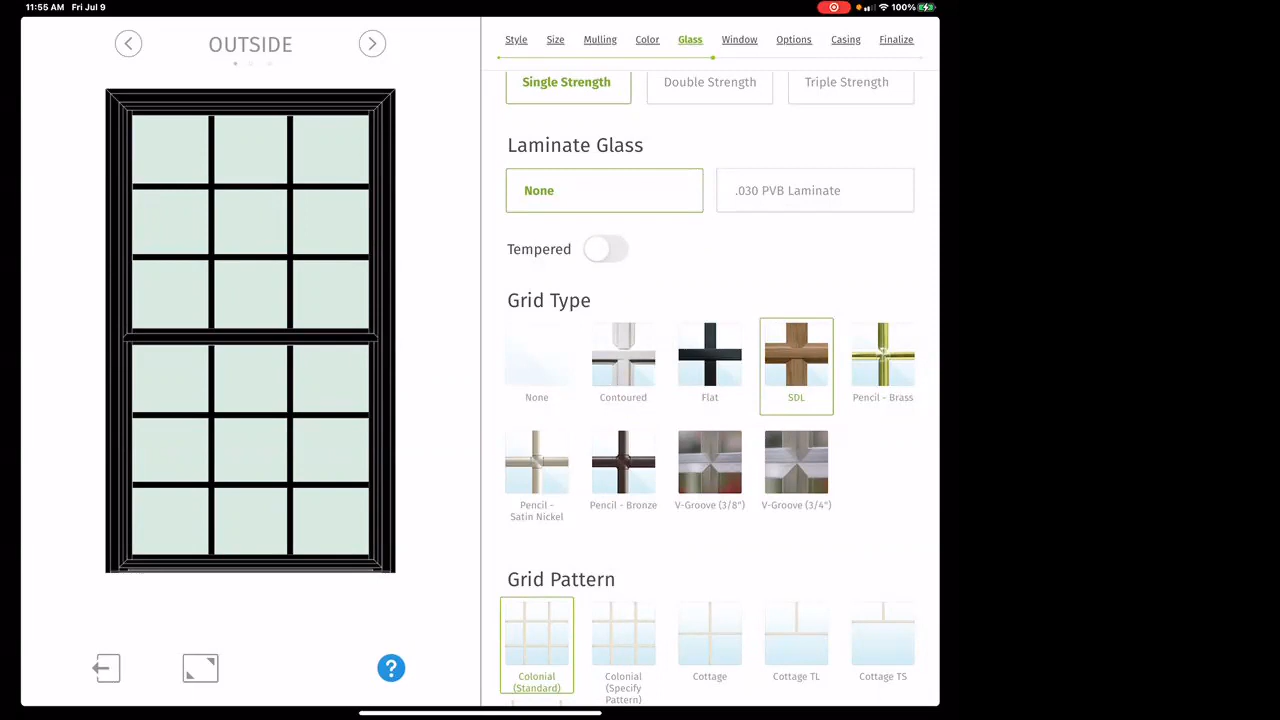 11:55 AM Fri Jul 9
100%
OUTSIDE
Style Size Mulling Color Glass Window Options Casing Finalize
Single Strength Double Strength Triple Strength
Laminate Glass
None .030 PVB Laminate
Tempered
Grid Type
None Contoured Flat SDL Pencil - Brass
Pencil - Satin Nickel Pencil - Bronze V-Groove (3/8") V-Groove (3/4")
Grid Pattern
Colonial (Standard) Colonial (Specify Pattern) Cottage Cottage TL Cottage TS
?